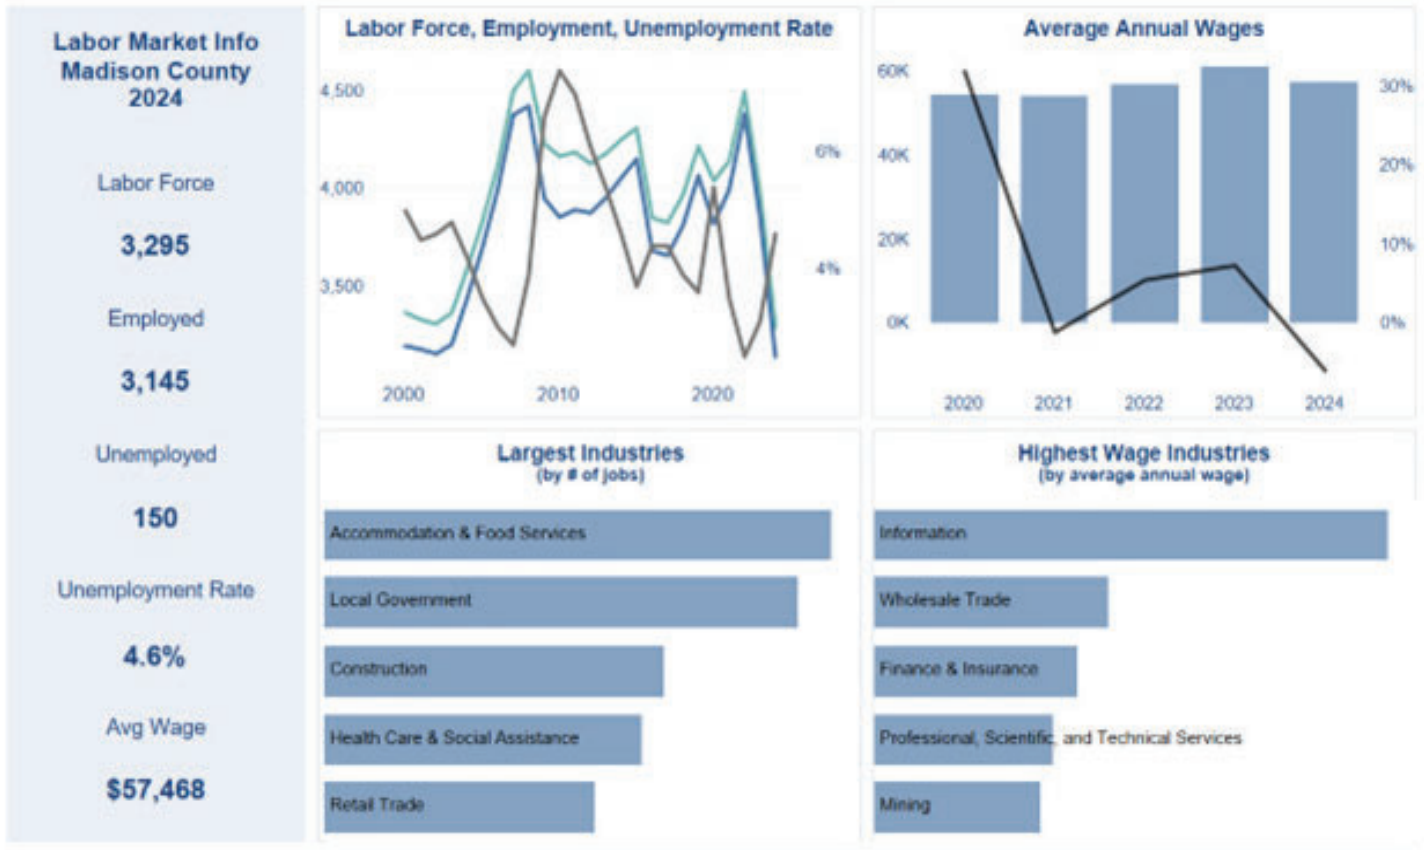 Labor Market Info
Madison County
2024
Labor Force
3,295
Employed
3,145
Unemployed
150
Unemployment Rate
4.6%
Avg Wage
$57,468
Labor Force, Employment, Unemployment Rate
4,500
4,000
3,500
6%
4%
2000 2010 2020
Average Annual Wages
60K
40K
20K
0K
30%
20%
10%
0%
2020 2021 2022 2023 2024
Largest Industries
(by # of jobs)
Accommodation & Food Services
Local Government
Construction
Health Care & Social Assistance
Retail Trade
Highest Wage Industries
(by average annual wage)
Information
Wholesale Trade
Finance & Insurance
Professional, Scientific, and Technical Services
Mining